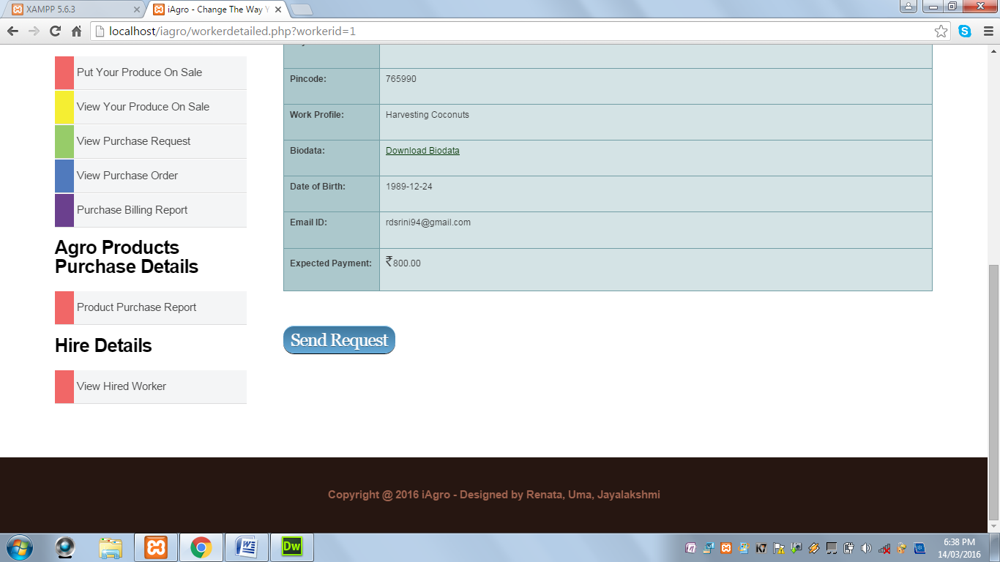 XAMPP 5.6.3
iAgro - Change The Way Y
localhost/iagro/workerdetailed.php?workerid=1
Put Your Produce On Sale
View Your Produce On Sale
View Purchase Request
View Purchase Order
Purchase Billing Report
Agro Products
Purchase Details
Product Purchase Report
Hire Details
View Hired Worker
Pincode: 765990
Work Profile: Harvesting Coconuts
Biodata: Download Biodata
Date of Birth: 1989-12-24
Email ID: rdsrini94@gmail.com
Expected Payment: ₹800.00
Send Request
Copyright @ 2016 iAgro - Designed by Renata, Uma, Jayalakshmi
Dw
K7
6:38 PM
14/03/2016